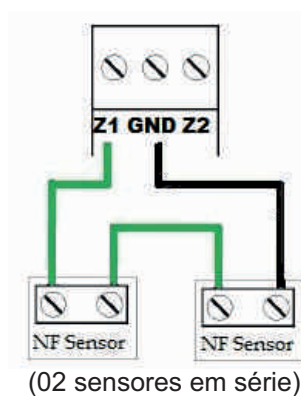 Z1 GND Z2
NF Sensor NF Sensor
(02 sensores em série)